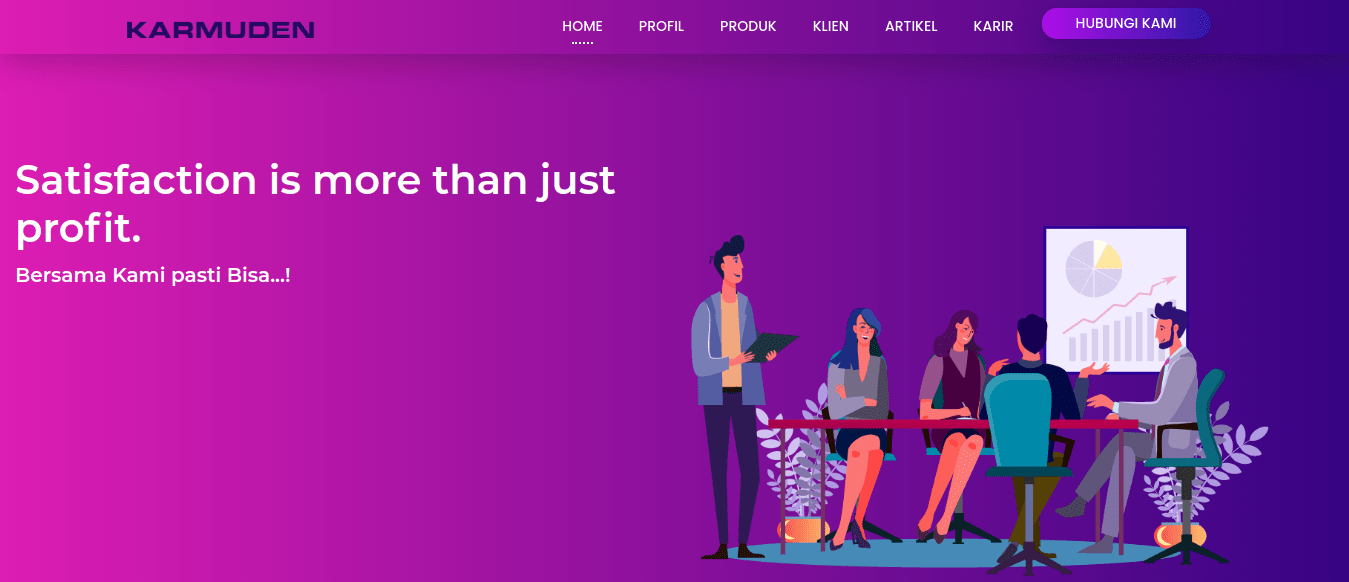 KARMUDEN
HOME PROFIL PRODUK KLIEN ARTIKEL KARIR HUBUNGI KAMI
Satisfaction is more than just
profit.
Bersama Kami pasti Bisa...!